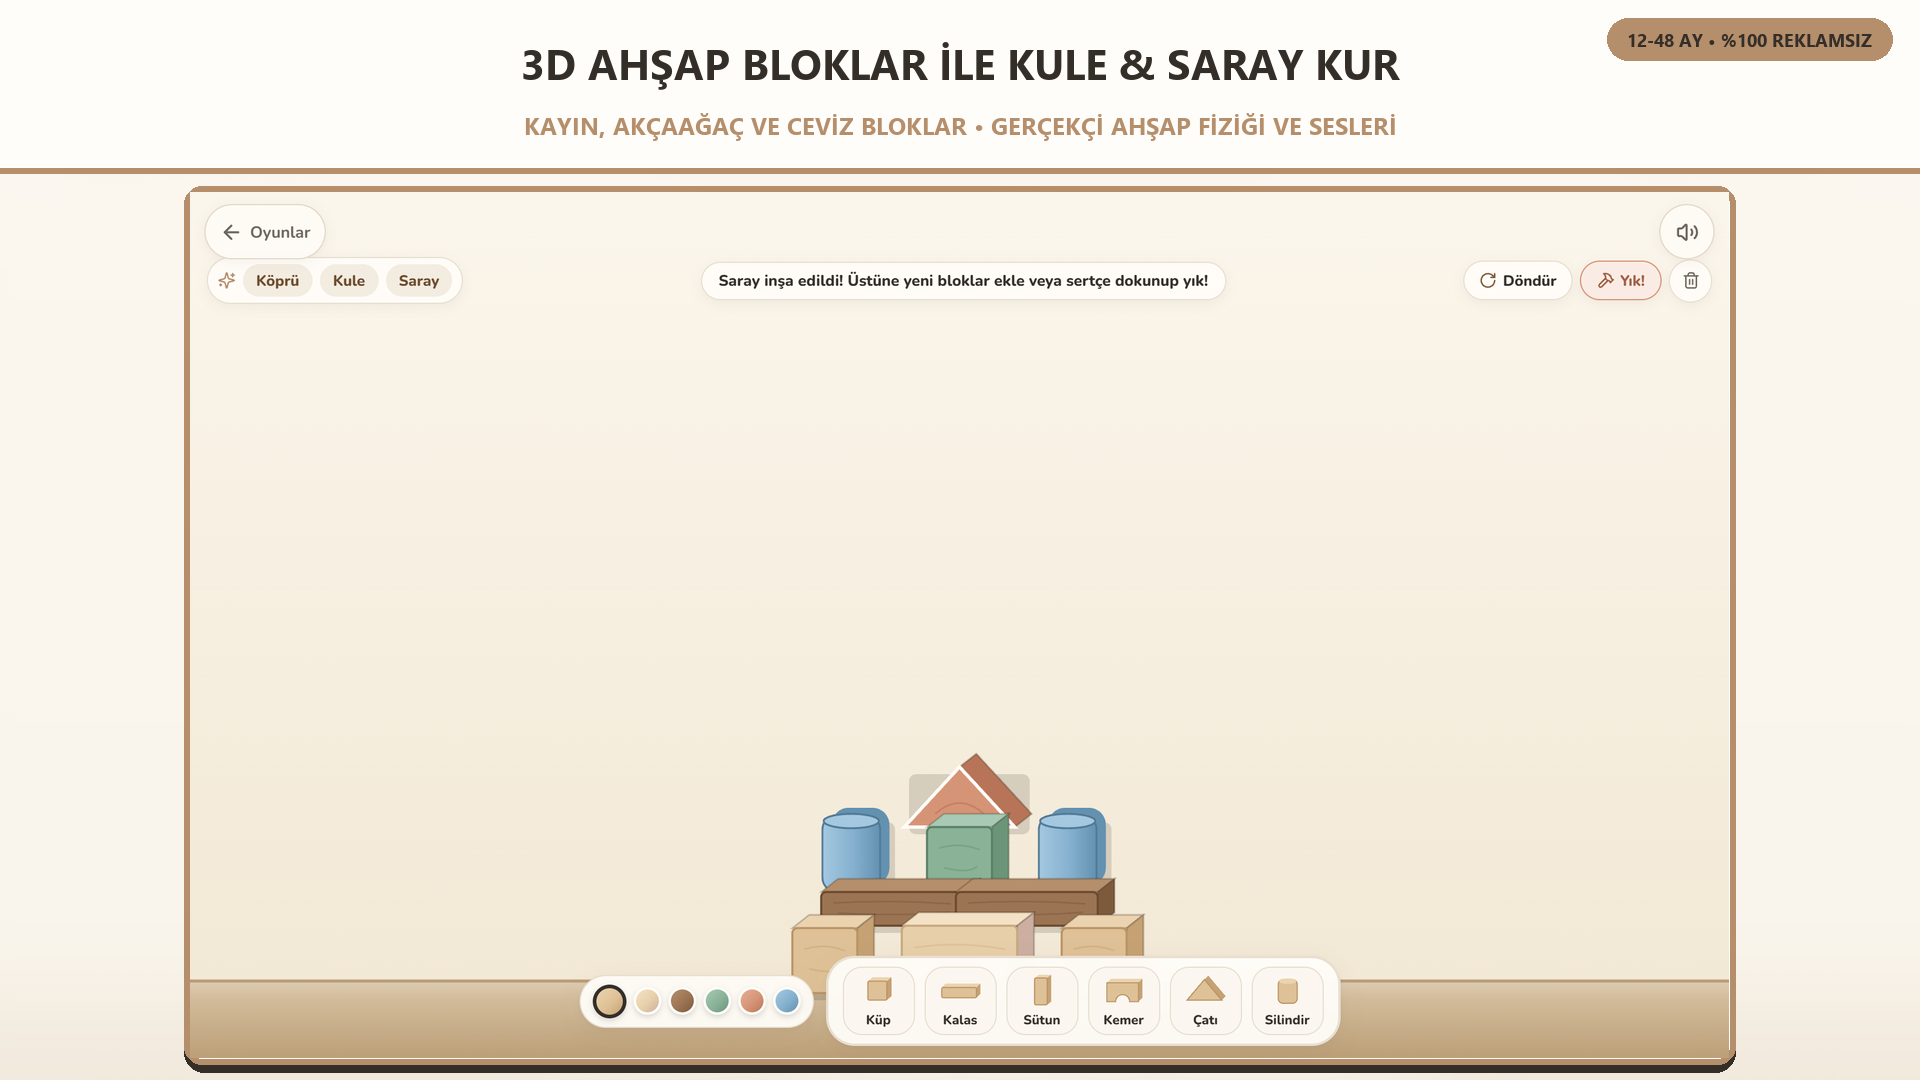 3D AHŞAP BLOKLAR İLE KULE & SARAY KUR
12-48 AY • %100 REKLAMSIZ
KAYIN, AKÇAAĞAÇ VE CEVİZ BLOKLAR • GERÇEKÇİ AHŞAP FİZİĞİ VE SESLERİ
Oyunlar
Köprü Kule Saray
Saray inşa edildi! Üstüne yeni bloklar ekle veya sertçe dokunup yık!
Döndür
Yık!
Küp
Kalas
Sütun
Kemer
Çatı
Silindir